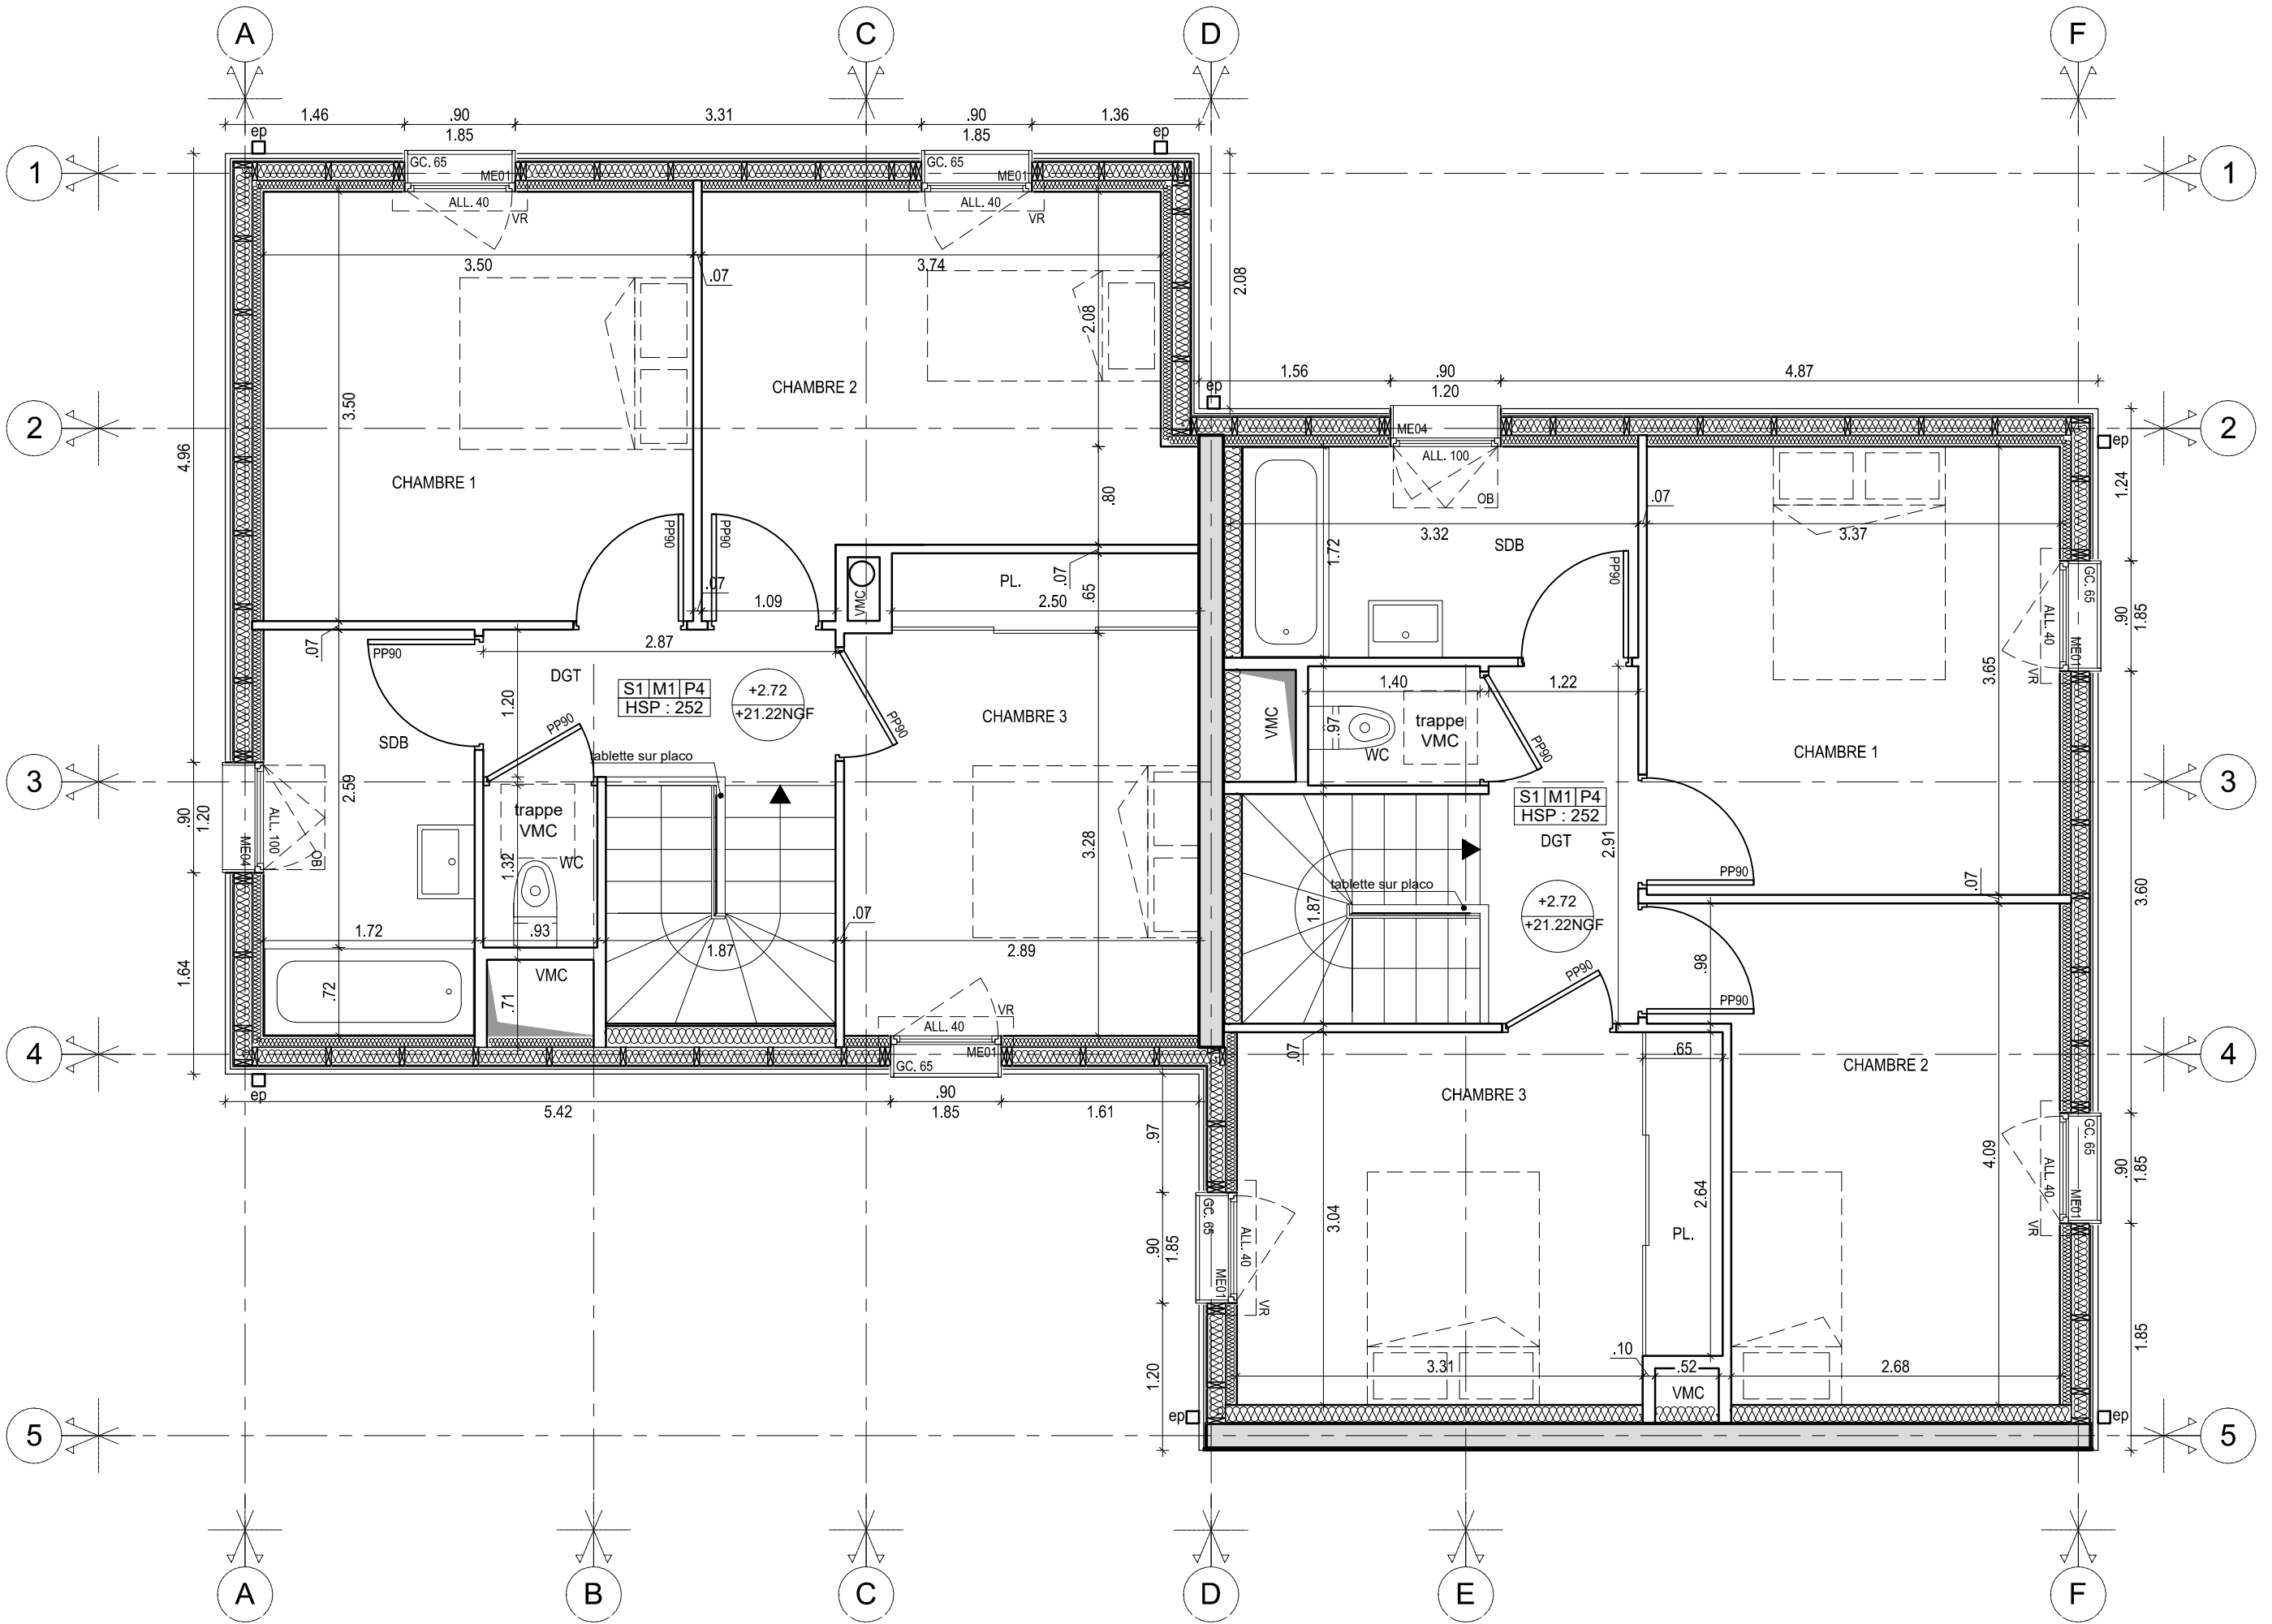 A
C
D
F
1.46
.90
3.31
.90
1.36
1.85
1.85
ep
ep
1
1
GC. 65
ME01
GC. 65
ME01
ALL. 40
VR
ALL. 40
VR
3.50
.07
3.74
2.08
2.08
1.56
.90
4.87
1.20
ep
CHAMBRE 2
3.50
2
2
ME04
ep
4.96
ALL. 100
OB
CHAMBRE 1
.80
.07
1.24
PP90
PP90
3.32
SDB
3.37
1.72
PP90
.07
1.09
VMC
PL.
.07
.65
2.50
GC. 65
ALL. 40
ME01
VR
.90
1.85
.07
PP90
2.87
DGT
S1 M1 P4
HSP : 252
+2.72
+21.22NGF
1.20
PP90
PP90
SDB
CHAMBRE 3
1.40
1.22
3.65
VMC
.97
trappe
VMC
WC
PP90
CHAMBRE 1
tablette sur placo
3
3
2.59
.90
1.20
ME04
ALL. 100
OB
trappe
VMC
WC
1.32
3.28
S1 M1 P4
HSP : 252
DGT
2.91
PP90
.07
3.60
tablette sur placo
1.87
+2.72
+21.22NGF
1.72
.93
1.87
.07
2.89
1.64
.72
VMC
.71
.98
PP90
PP90
VR
ALL. 40
ME01
GC. 65
4
4
.07
.65
CHAMBRE 2
CHAMBRE 3
ep
5.42
.90
1.85
1.61
.97
GC. 65
ALL. 40
ME01
VR
.90
1.85
4.09
2.64
3.04
PL.
GC. 65
ALL. 40
ME01
VR
.90
1.85
1.20
1.85
.10
3.31
.52
2.68
VMC
ep
ep
5
5
A
B
C
D
E
F